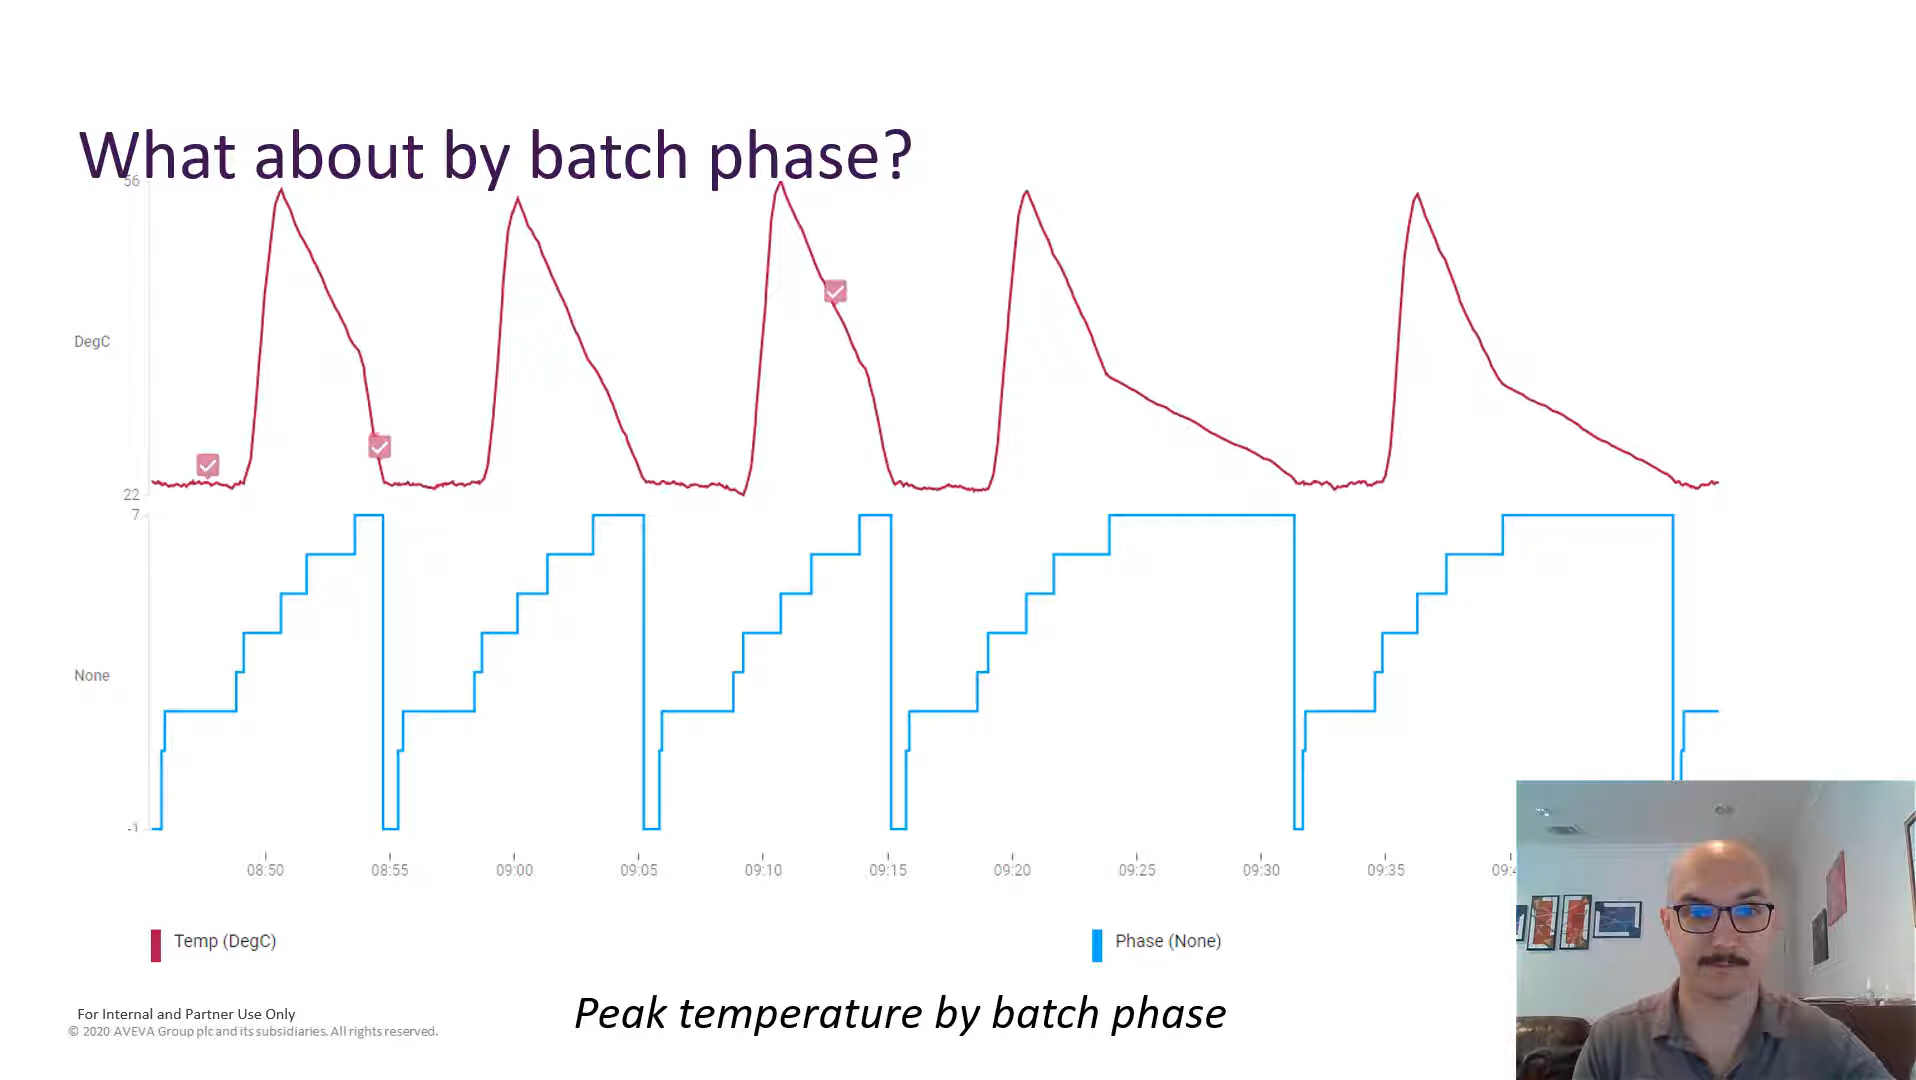 What about by batch phase?
56
DegC
22
7
None
-1
08:50 08:55 09:00 09:05 09:10 09:15 09:20 09:25 09:30 09:35
Temp (DegC) Phase (None)
For Internal and Partner Use Only
© 2020 AVEVA Group plc and its subsidiaries. All rights reserved.
Peak temperature by batch phase